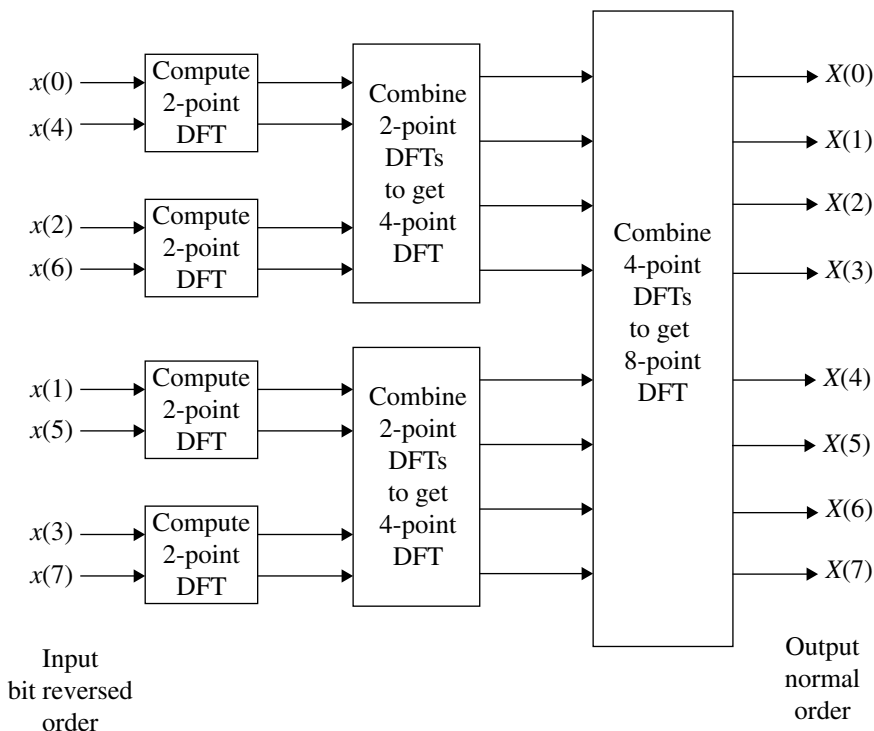 x(0)
x(4)
x(2)
x(6)
x(1)
x(5)
x(3)
x(7)
Input
bit reversed
order
Compute
2-point
DFT
Compute
2-point
DFT
Compute
2-point
DFT
Compute
2-point
DFT
Combine
2-point
DFTs
to get
4-point
DFT
Combine
2-point
DFTs
to get
4-point
DFT
Combine
4-point
DFTs
to get
8-point
DFT
X(0)
X(1)
X(2)
X(3)
X(4)
X(5)
X(6)
X(7)
Output
normal
order